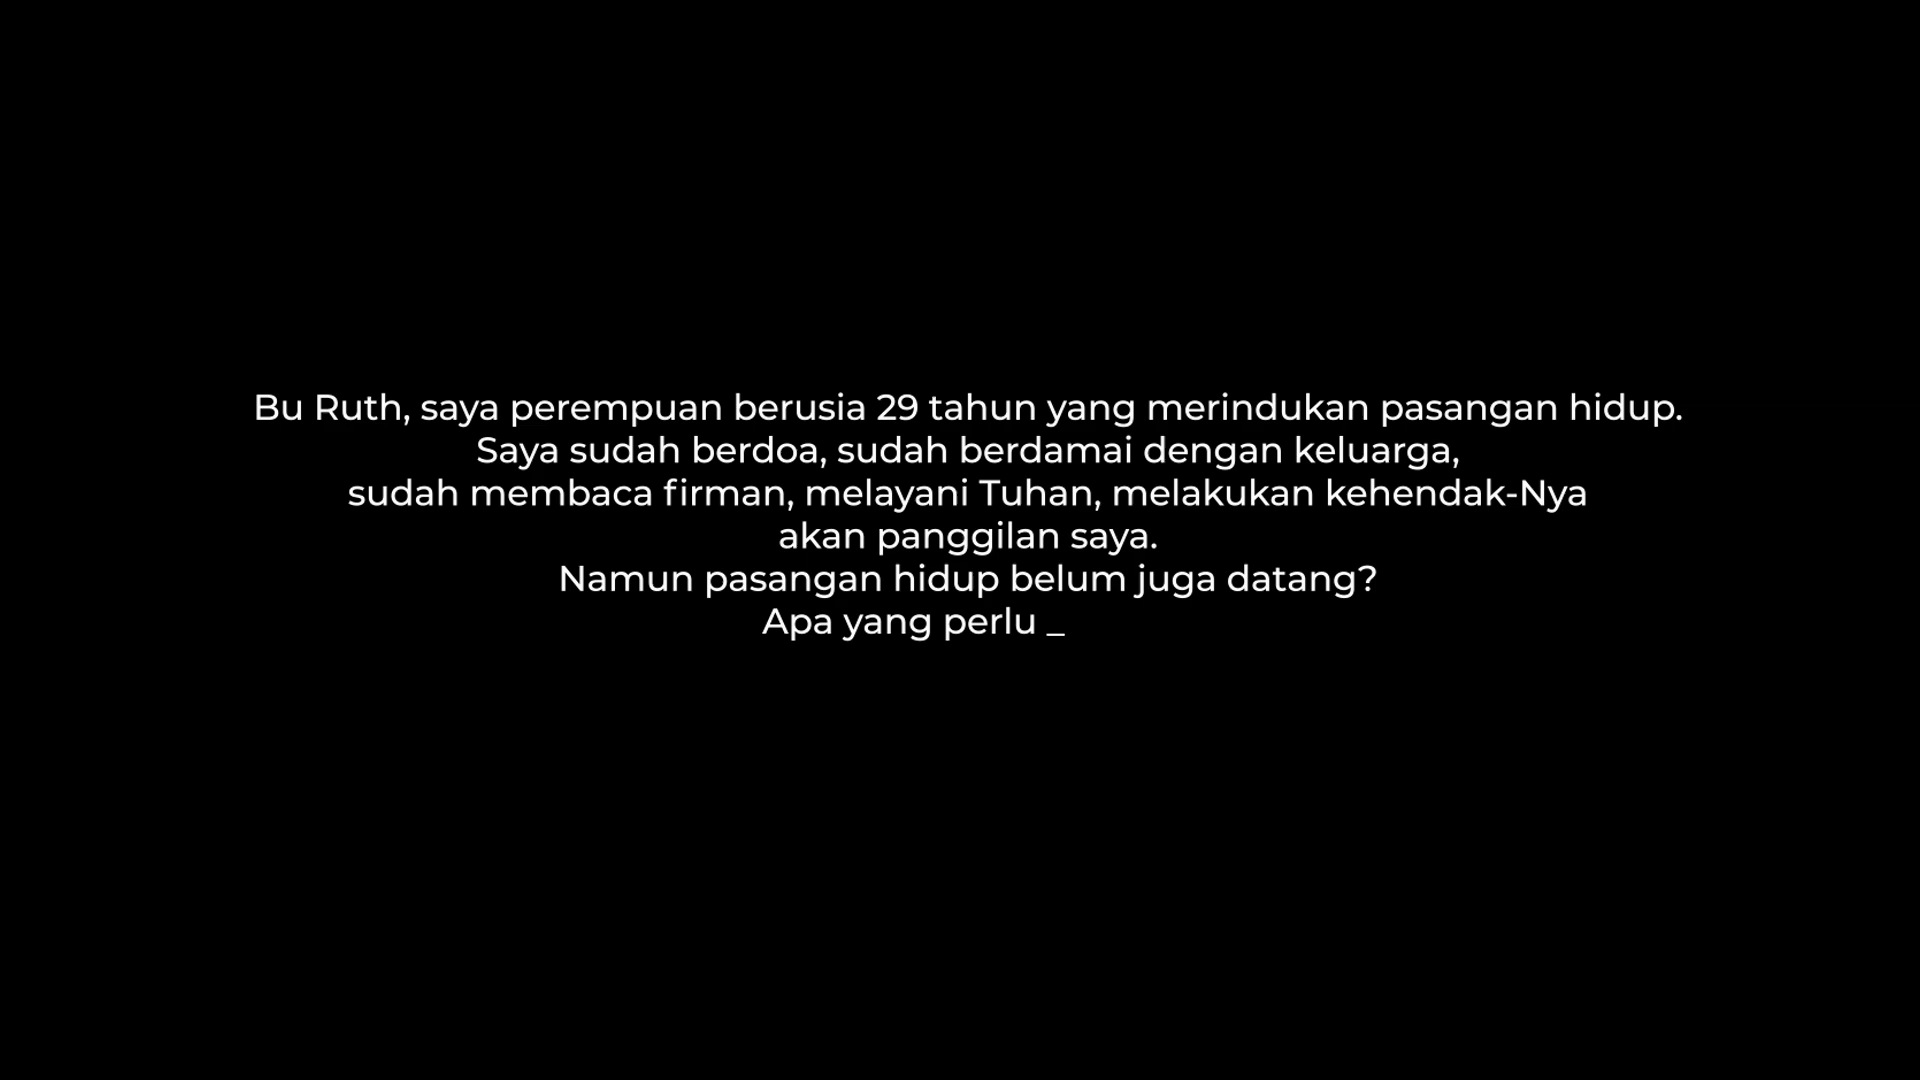 Bu Ruth, saya perempuan berusia 29 tahun yang merindukan pasangan hidup.
Saya sudah berdoa, sudah berdamai dengan keluarga,
sudah membaca firman, melayani Tuhan, melakukan kehendak-Nya
akan panggilan saya.
Namun pasangan hidup belum juga datang?
Apa yang perlu _